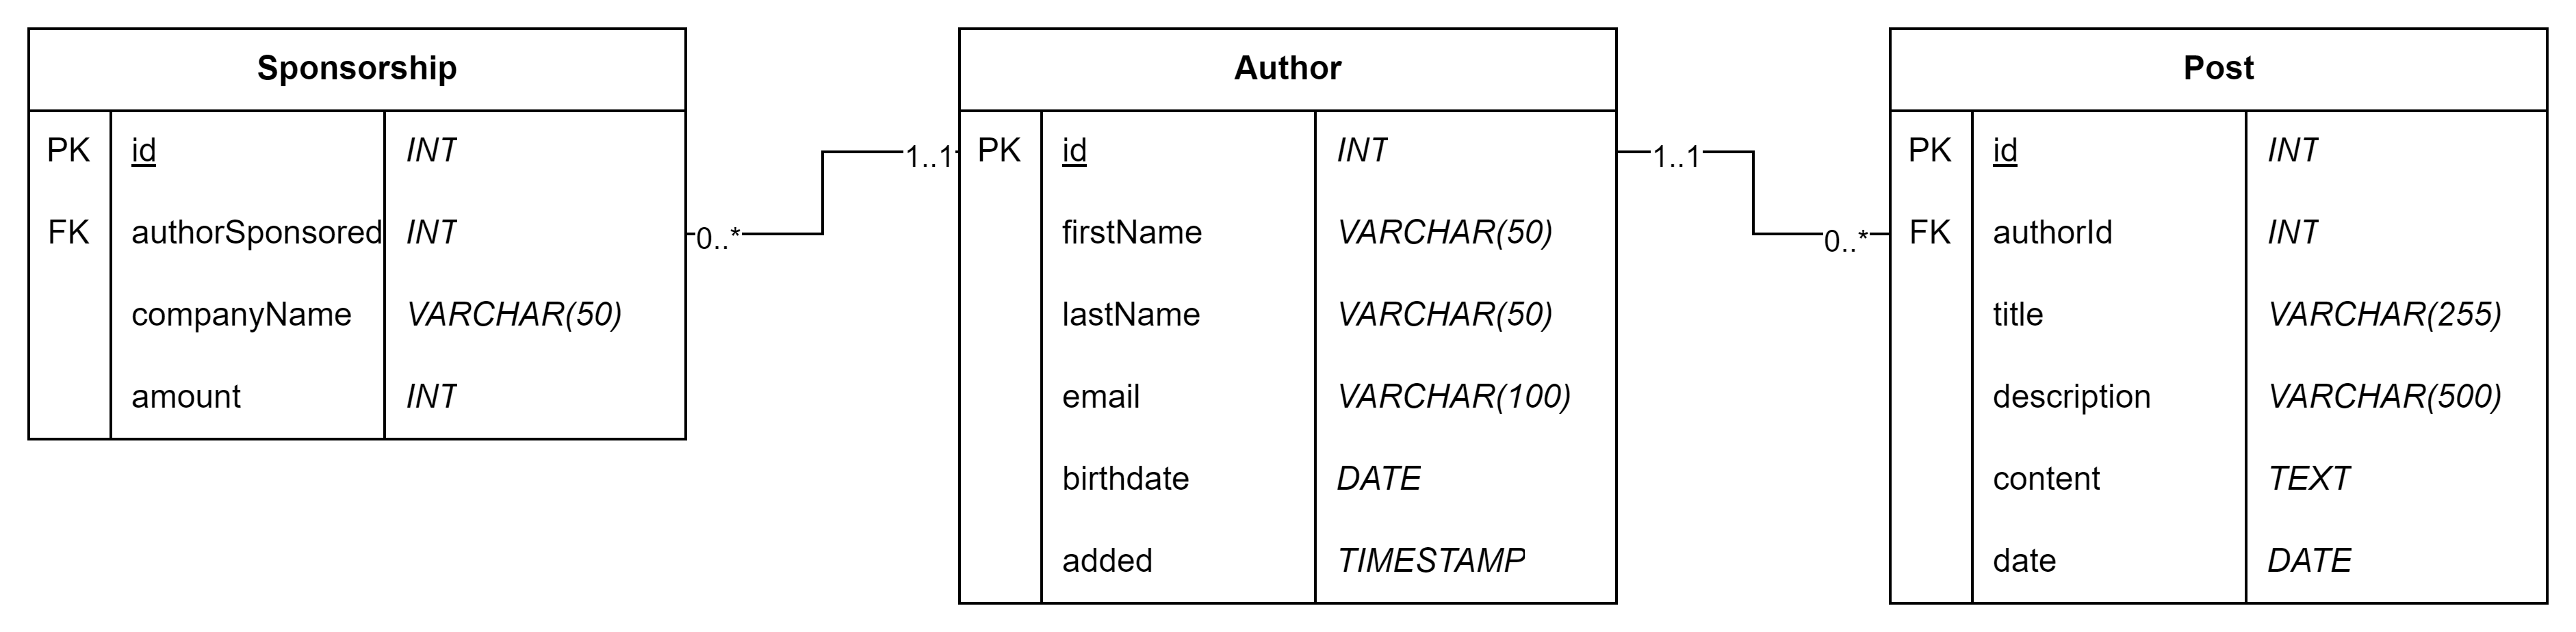 Sponsorship
PK id INT
FK authorSponsored INT
companyName VARCHAR(50)
amount INT
0..*
1..1
Author
PK id INT
firstName VARCHAR(50)
lastName VARCHAR(50)
email VARCHAR(100)
birthdate DATE
added TIMESTAMP
1..1
0..*
Post
PK id INT
FK authorId INT
title VARCHAR(255)
description VARCHAR(500)
content TEXT
date DATE